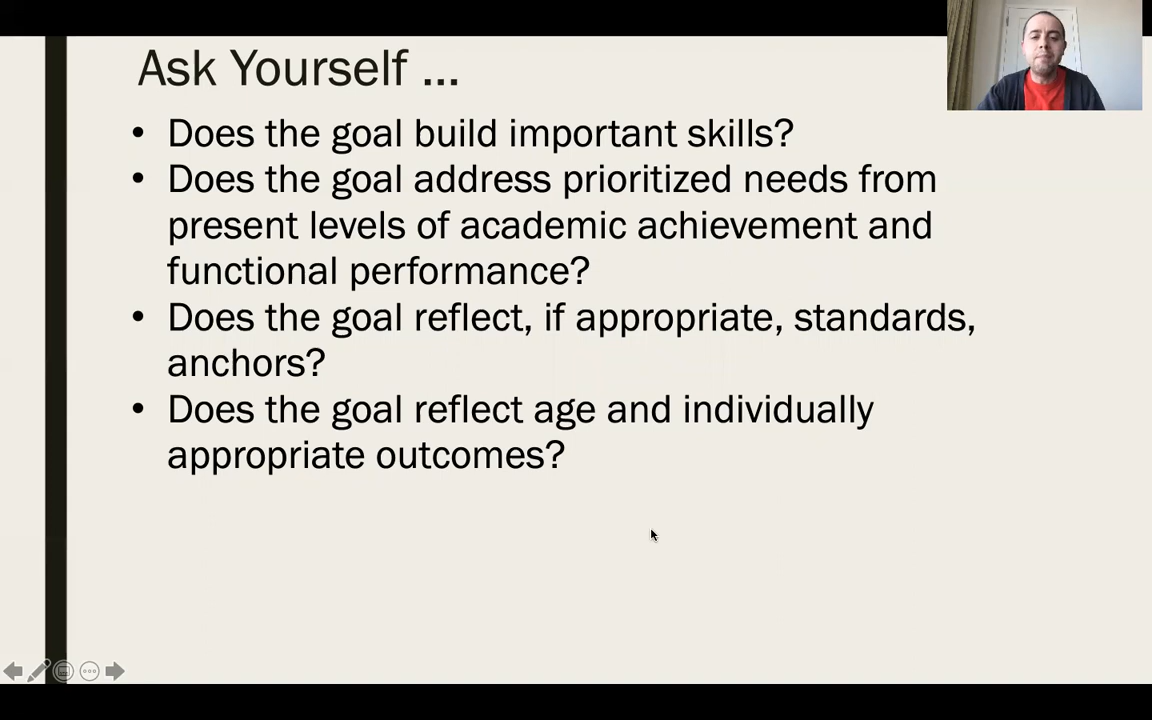 Ask Yourself ...
• Does the goal build important skills?
• Does the goal address prioritized needs from
present levels of academic achievement and
functional performance?
• Does the goal reflect, if appropriate, standards,
anchors?
• Does the goal reflect age and individually
appropriate outcomes?